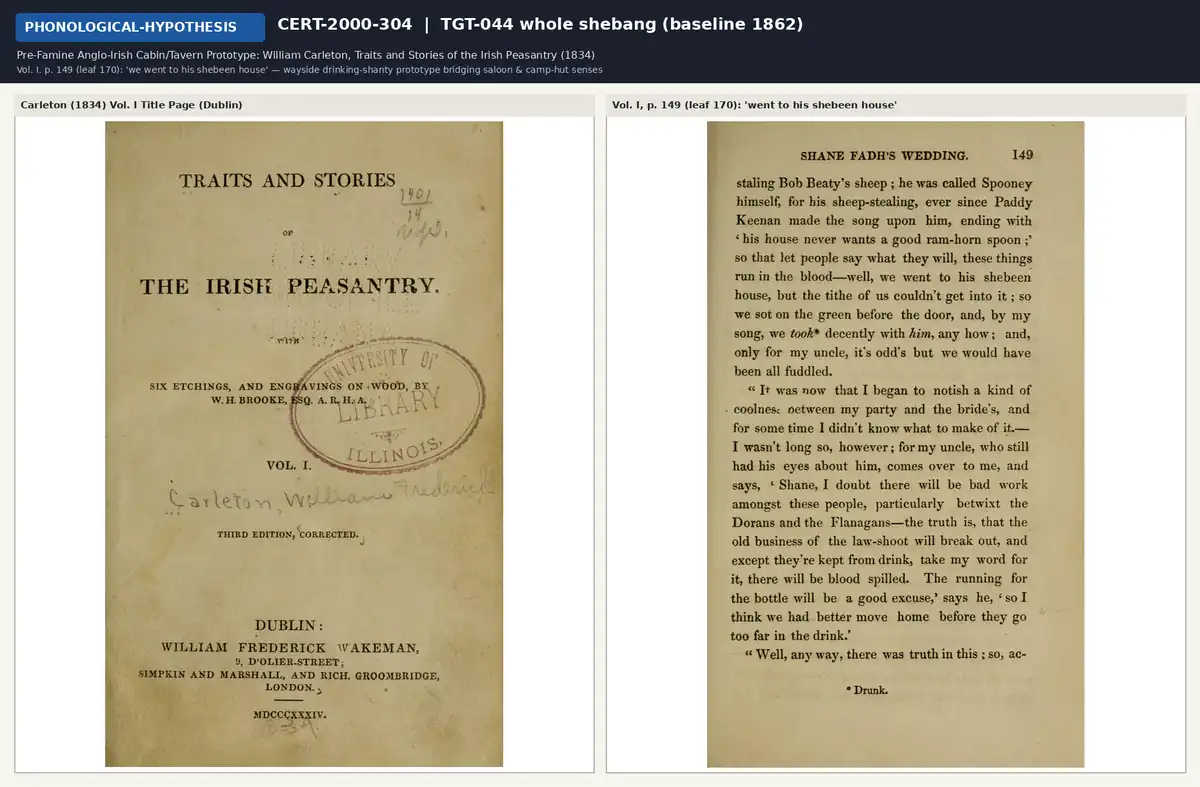 PHONOLOGICAL-HYPOTHESIS
CERT-2000-304 | TGT-044 whole shebang (baseline 1862)
Pre-Famine Anglo-Irish Cabin/Tavern Prototype: William Carleton, Traits and Stories of the Irish Peasantry (1834)
Vol. I, p. 149 (leaf 170): 'we went to his shebeen house' — wayside drinking-shanty prototype bridging saloon & camp-hut senses
Carleton (1834) Vol. I Title Page (Dublin)
TRAITS AND STORIES
1401
14
OF
THE IRISH PEASANTRY.
WITH
UNIVERSITY OF
LIBRARY
ILLINOIS.
SIX ETCHINGS, AND ENGRAVINGS ON WOOD, BY
W. H. BROOKE, ESQ. A. R. H. A.
VOL. I.
Carleton, William Frederick
THIRD EDITION, CORRECTED.
DUBLIN:
WILLIAM FREDERICK WAKEMAN,
9, D'OLIER-STREET;
SIMPKIN AND MARSHALL, AND RICH. GROOMBRIDGE,
LONDON.
MDCCCXXXIV.
Vol. I, p. 149 (leaf 170): 'went to his shebeen house'
SHANE FADH'S WEDDING. 149
staling Bob Beaty's sheep ; he was called Spooney
himself, for his sheep-stealing, ever since Paddy
Keenan made the song upon him, ending with
‘ his house never wants a good ram-horn spoon ;’
so that let people say what they will, these things
run in the blood—well, we went to his shebeen
house, but the tithe of us couldn't get into it ; so
we sot on the green before the door, and, by my
song, we took* decently with him, any how ; and,
only for my uncle, it's odd's but we would have
been all fuddled.
“ It was now that I began to notish a kind of
coolness between my party and the bride's, and
for some time I didn't know what to make of it.—
I wasn't long so, however ; for my uncle, who still
had his eyes about him, comes over to me, and
says, ‘ Shane, I doubt there will be bad work
amongst these people, particularly betwixt the
Dorans and the Flanagans—the truth is, that the
old business of the law-shoot will break out, and
except they're kept from drink, take my word for
it, there will be blood spilled. The running for
the bottle will be a good excuse,’ says he, ‘ so I
think we had better move home before they go
too far in the drink.’
“ Well, any way, there was truth in this ; so, ac-
* Drunk.